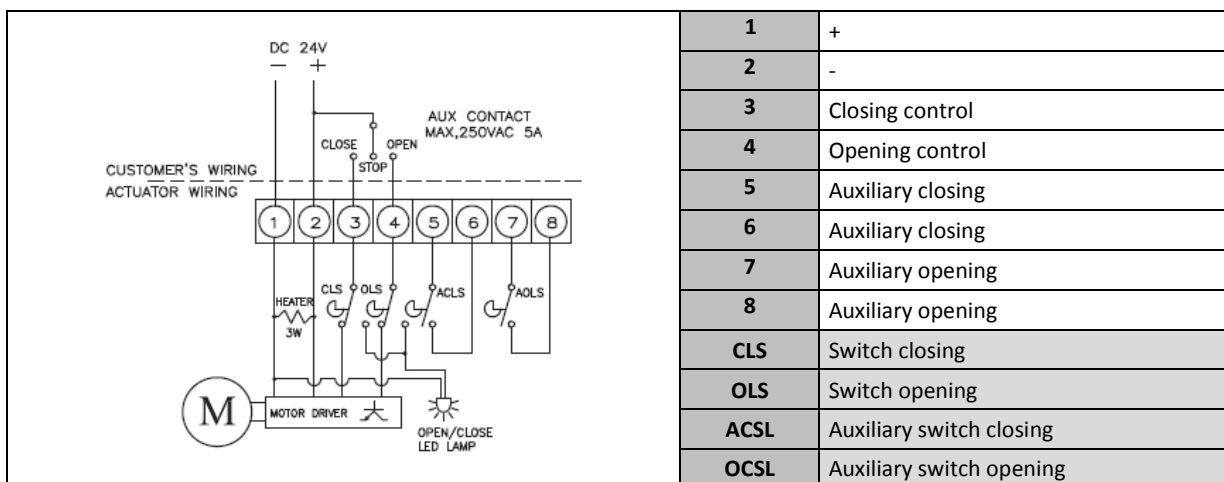 DC 24V
− +
AUX CONTACT
MAX,250VAC 5A
CLOSE OPEN
STOP
CUSTOMER'S WIRING
ACTUATOR WIRING
1 2 3 4 5 6 7 8
CLS OLS ACLS AOLS
HEATER
3W
M MOTOR DRIVER
OPEN/CLOSE
LED LAMP
1 +
2 -
3 Closing control
4 Opening control
5 Auxiliary closing
6 Auxiliary closing
7 Auxiliary opening
8 Auxiliary opening
CLS Switch closing
OLS Switch opening
ACSL Auxiliary switch closing
OCSL Auxiliary switch opening